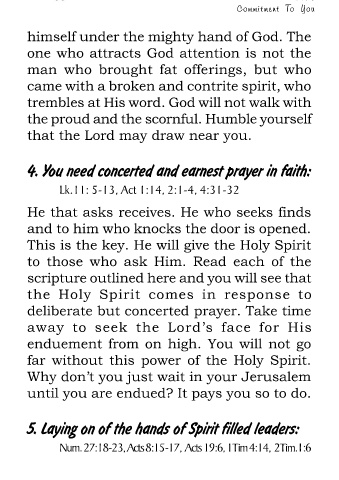 Commitment To You
himself under the mighty hand of God. The
one who attracts God attention is not the
man who brought fat offerings, but who
came with a broken and contrite spirit, who
trembles at His word. God will not walk with
the proud and the scornful. Humble yourself
that the Lord may draw near you.
4. You need concerted and earnest prayer in faith:
Lk.11: 5-13, Act 1:14, 2:1-4, 4:31-32
He that asks receives. He who seeks finds
and to him who knocks the door is opened.
This is the key. He will give the Holy Spirit
to those who ask Him. Read each of the
scripture outlined here and you will see that
the Holy Spirit comes in response to
deliberate but concerted prayer. Take time
away to seek the Lord's face for His
enduement from on high. You will not go
far without this power of the Holy Spirit.
Why don't you just wait in your Jerusalem
until you are endued? It pays you so to do.
5. Laying on of the hands of Spirit filled leaders:
Num. 27:18-23, Acts 8:15-17, Acts 19:6, 1Tim 4:14, 2Tim.1:6